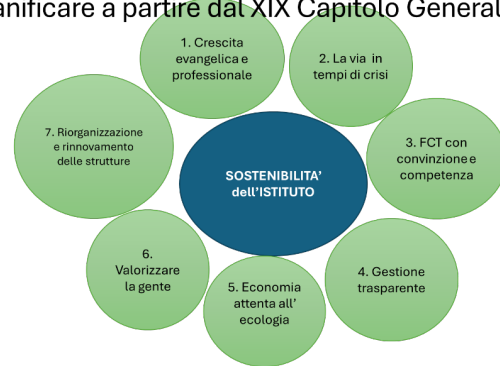 anificare a partire dal XIX Capitolo General
1. Crescita
evangelica e
professionale
2. La via in
tempi di crisi
3. FCT con
convinzione e
competenza
4. Gestione
trasparente
5. Economia
attenta all'
ecologia
6.
Valorizzare
la gente
7. Riorganizzazione
e rinnovamento
delle strutture
SOSTENIBILITA'
dell'ISTITUTO